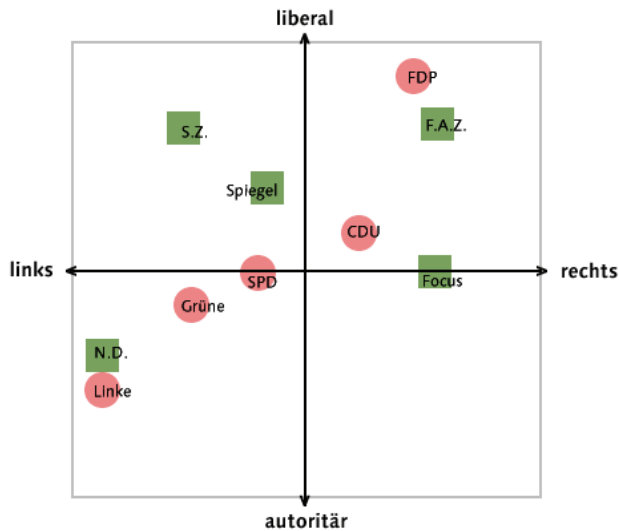 liberal
FDP
S.Z.
F.A.Z.
Spiegel
CDU
links
rechts
SPD
Focus
Grüne
N.D.
Linke
autoritär